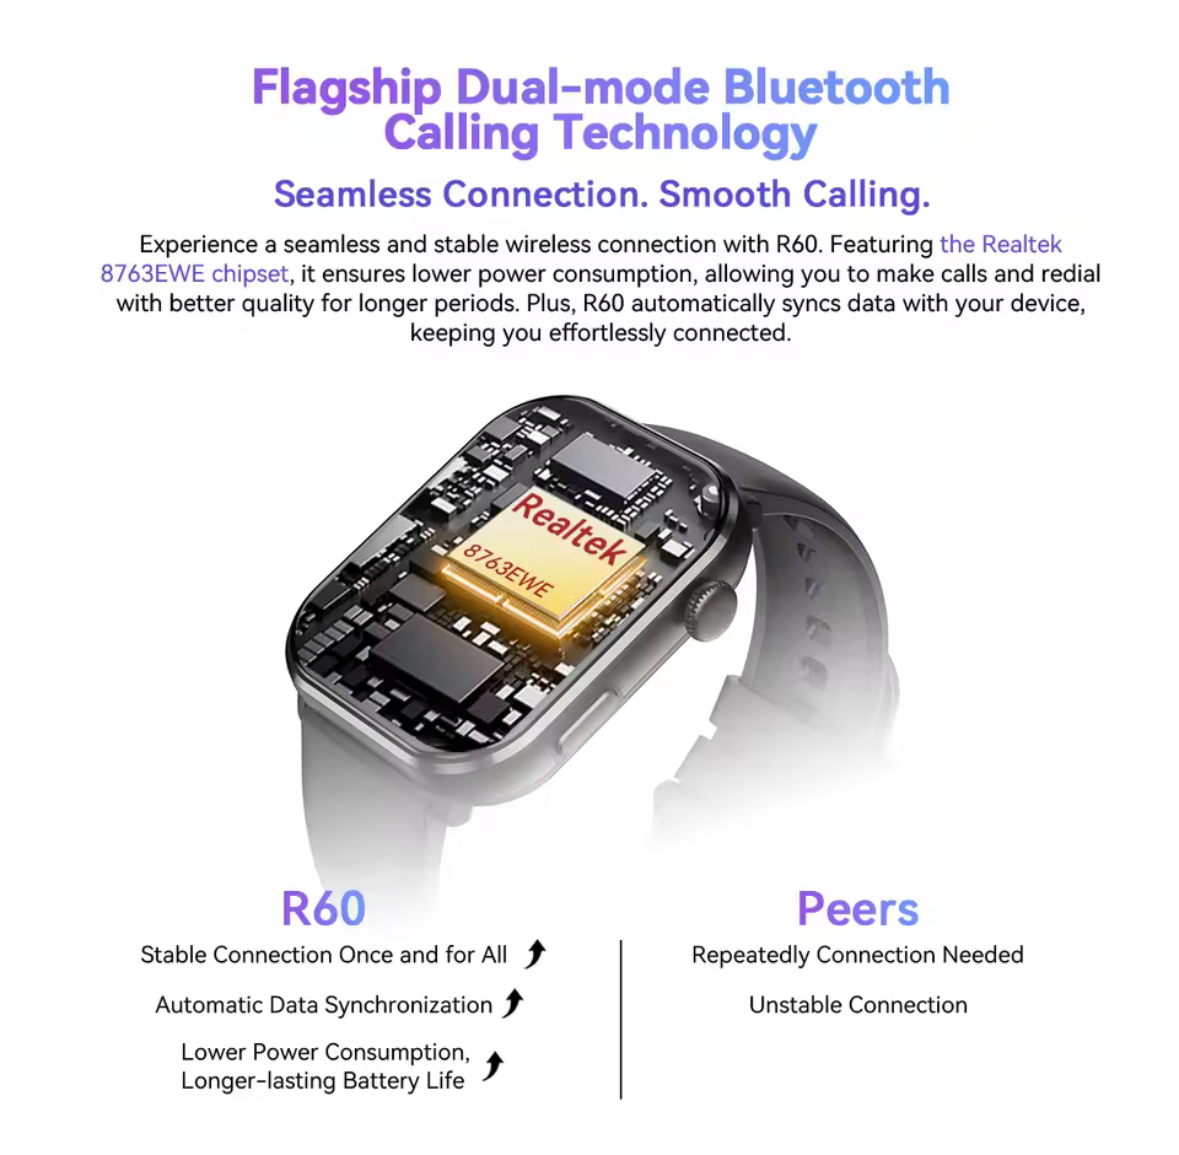 Flagship Dual-mode Bluetooth
Calling Technology
Seamless Connection. Smooth Calling.
Experience a seamless and stable wireless connection with R60. Featuring the Realtek
8763EWE chipset, it ensures lower power consumption, allowing you to make calls and redial
with better quality for longer periods. Plus, R60 automatically syncs data with your device,
keeping you effortlessly connected.
Realtek
8763EWE
R60
Stable Connection Once and for All
Automatic Data Synchronization
Lower Power Consumption,
Longer-lasting Battery Life
Peers
Repeatedly Connection Needed
Unstable Connection